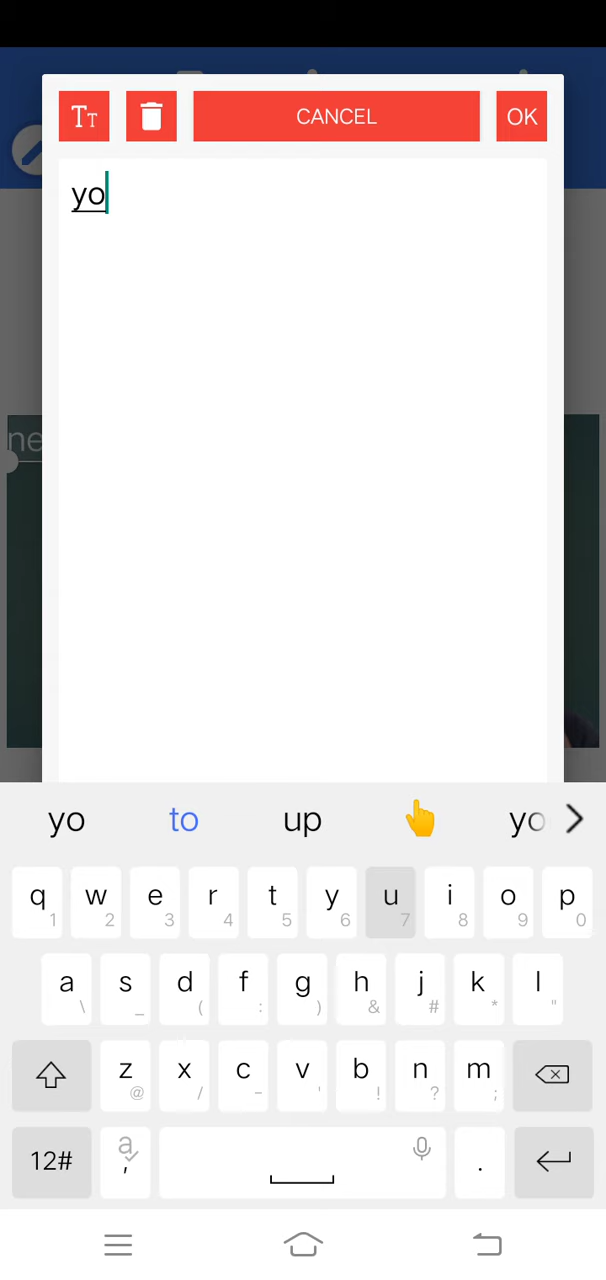 Tт CANCEL OK
yo
ne
yo to up 👆 yo
q w e r t y u i o p
1 2 3 4 5 6 7 8 9 0
a s d f g h j k l
\ _ ( : ) & # * "
z x c v b n m
@ / - ' ! ? ;
12# a , .